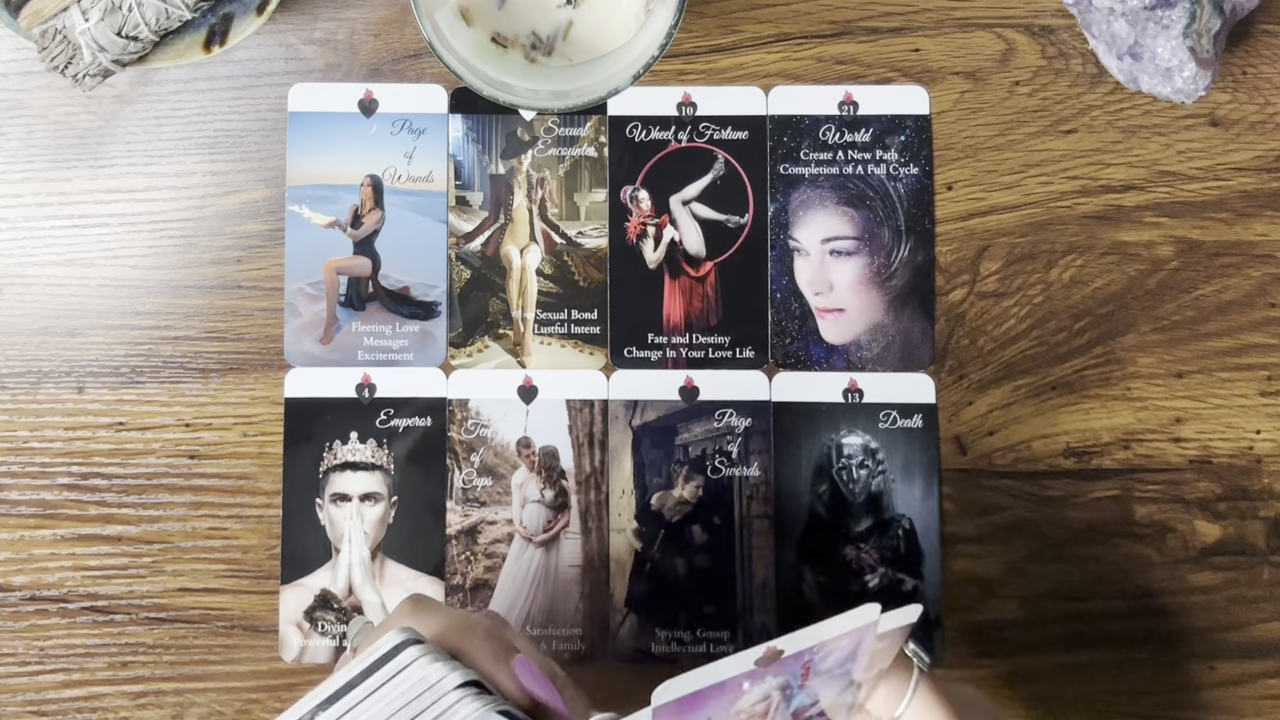 Page
of
Wands
Fleeting Love
Messages
Excitement
Sexual
Encounter
Sexual Bond
Lustful Intent
10
Wheel of Fortune
Fate and Destiny
Change In Your Love Life
21
World
Create A New Path
Completion of A Full Cycle
4
Emperor
Powerful
Ten
of
Cups
Satisfaction
& Family
Page
of
Swords
Spying, Gossip
Intellectual Love
13
Death